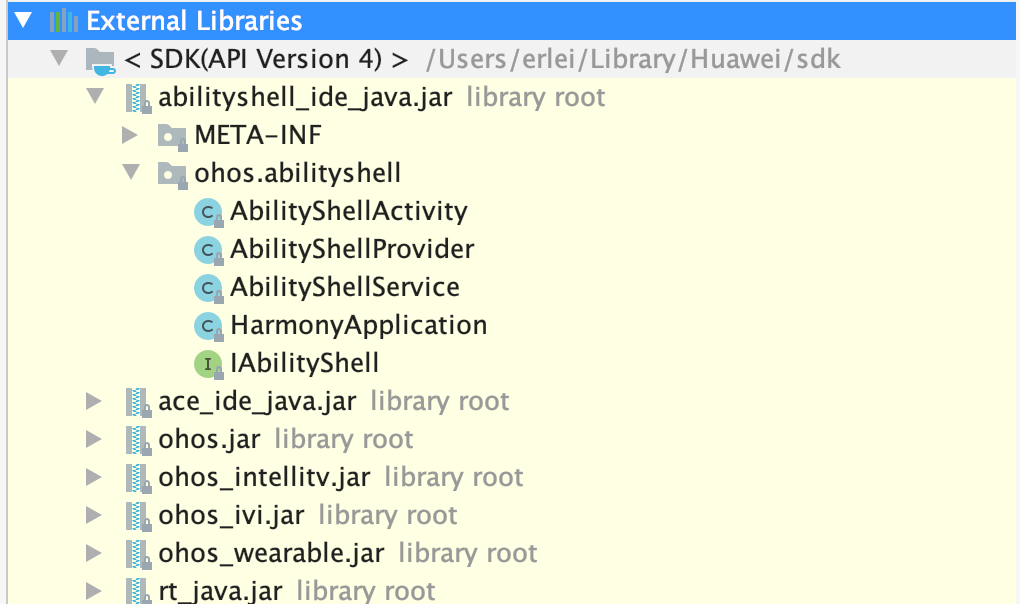 External Libraries
< SDK(API Version 4) > /Users/erlei/Library/Huawei/sdk
abilityshell_ide_java.jar library root
META-INF
ohos.abilityshell
C AbilityShellActivity
C AbilityShellProvider
C AbilityShellService
C HarmonyApplication
I IAbilityShell
ace_ide_java.jar library root
ohos.jar library root
ohos_intellitv.jar library root
ohos_ivi.jar library root
ohos_wearable.jar library root
rt_java.jar library root